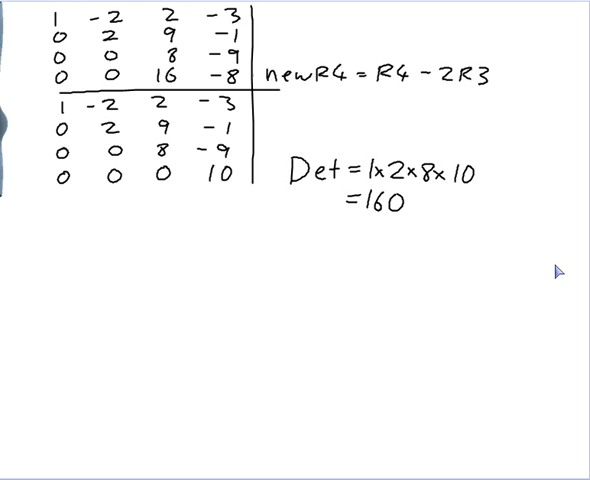 1 -2 2 -3
0 2 9 -1
0 0 8 -9
0 0 16 -8 newR4 = R4 - 2R3
1 -2 2 -3
0 2 9 -1
0 0 8 -9
0 0 0 10 Det = 1x2x8x10
=160